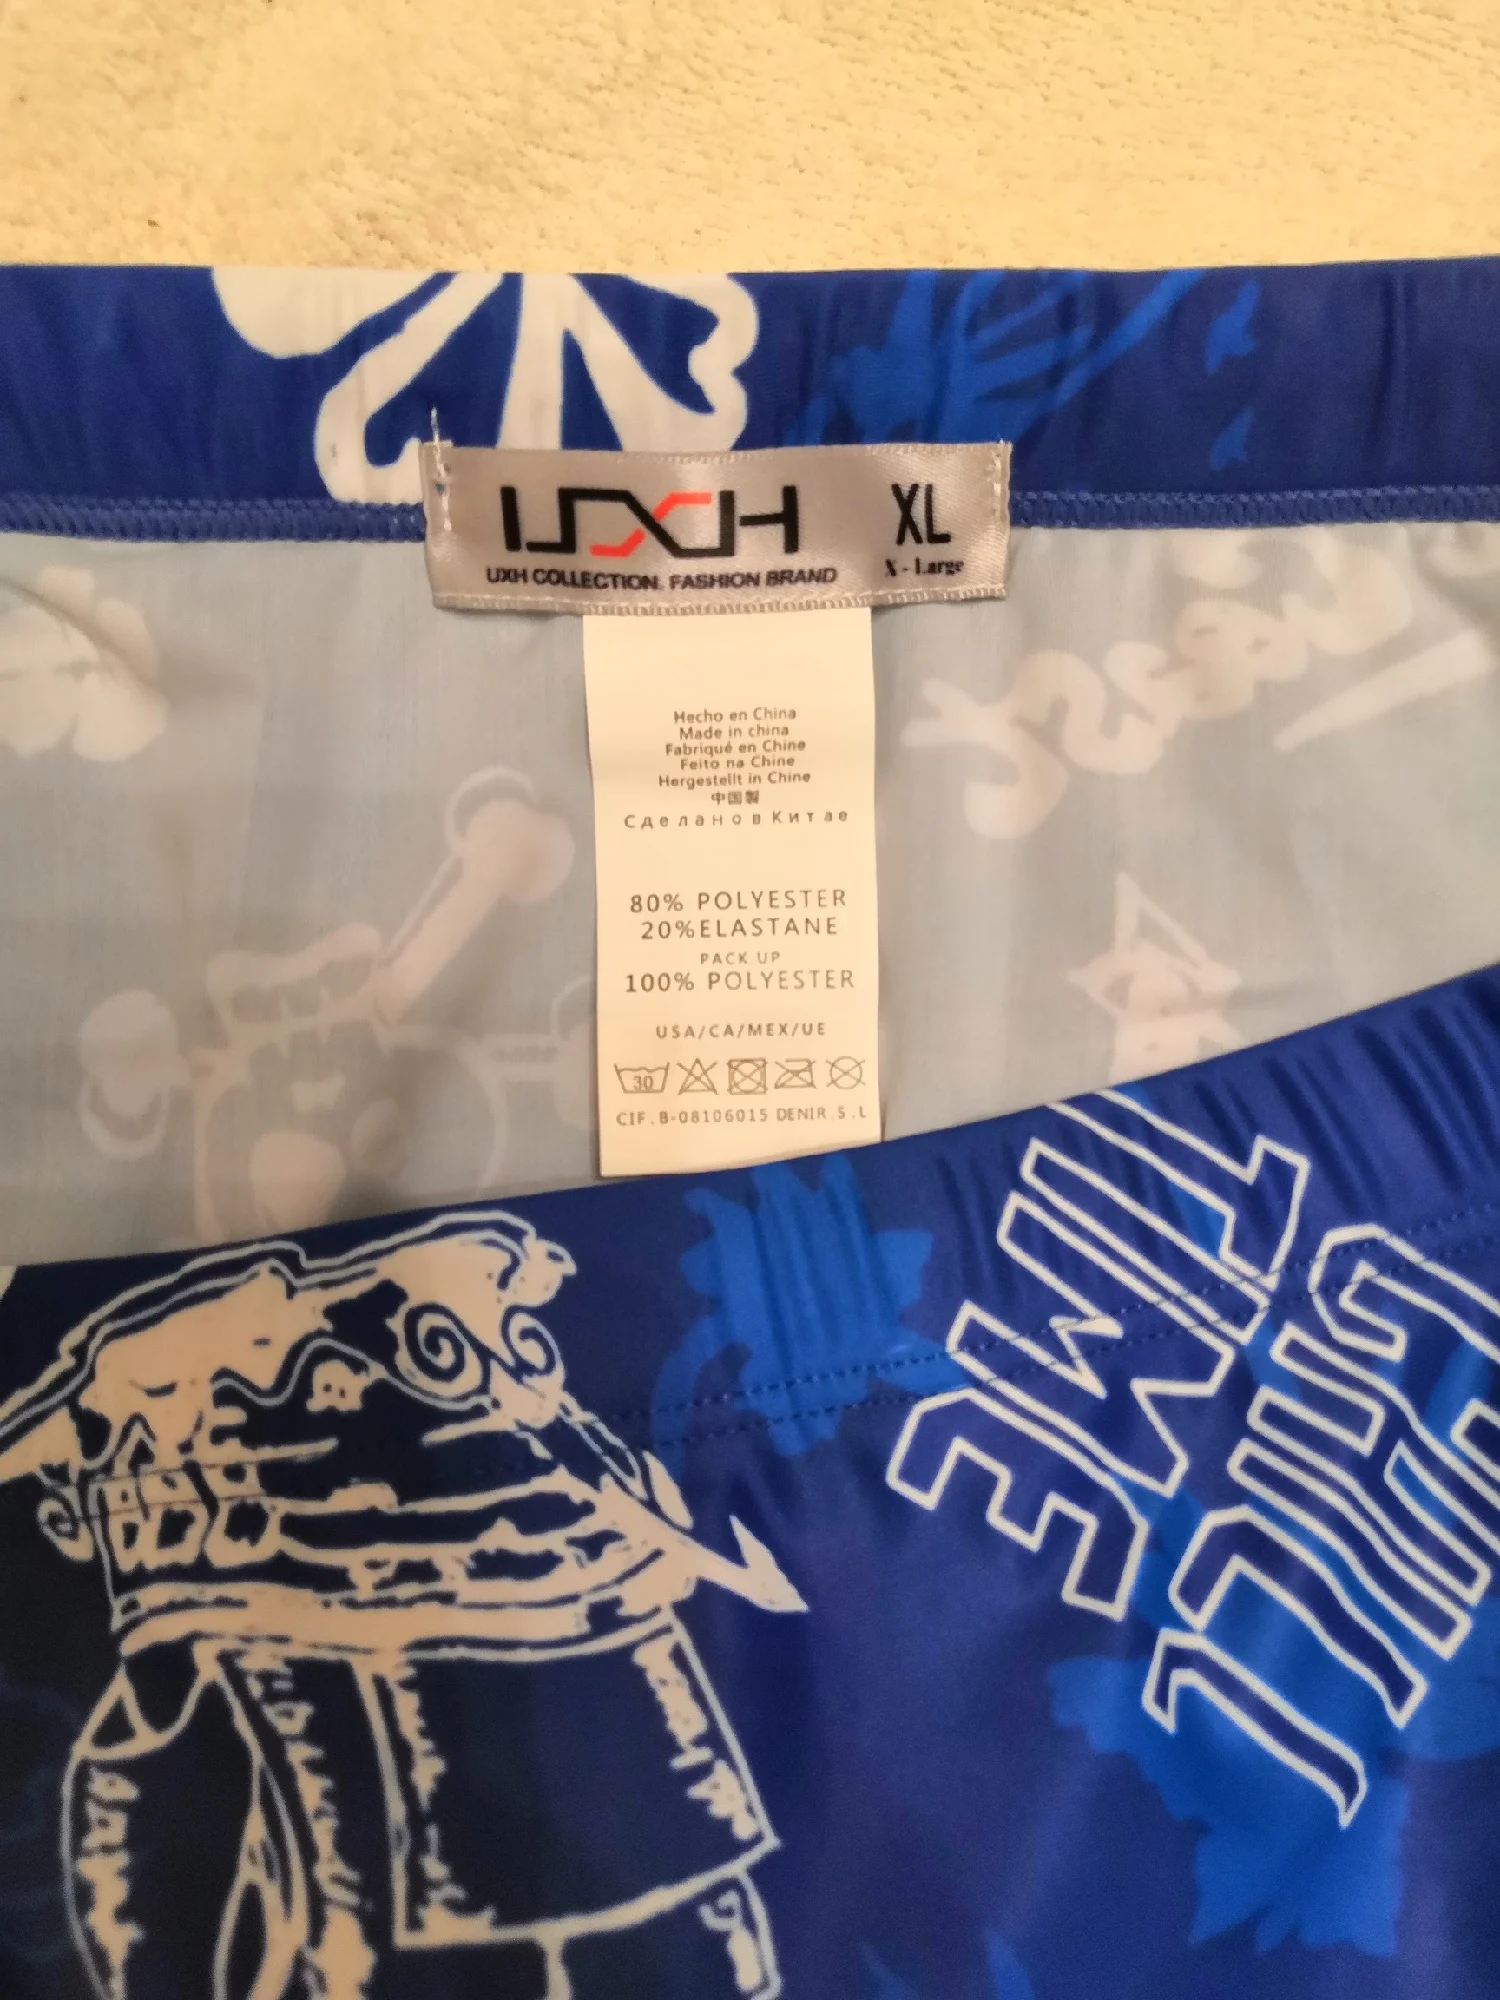 UXH XL
UXH COLLECTION. FASHION BRAND X-Large
Hecho en China
Made in china
Fabriqué en Chine
Feito na Chine
Hergestellt in Chine
中国製
Сделано в Китае
80% POLYESTER
20%ELASTANE
PACK UP
100% POLYESTER
USA/CA/MEX/UE
30
CIF.B-08106015 DENIR.S.L
TIME